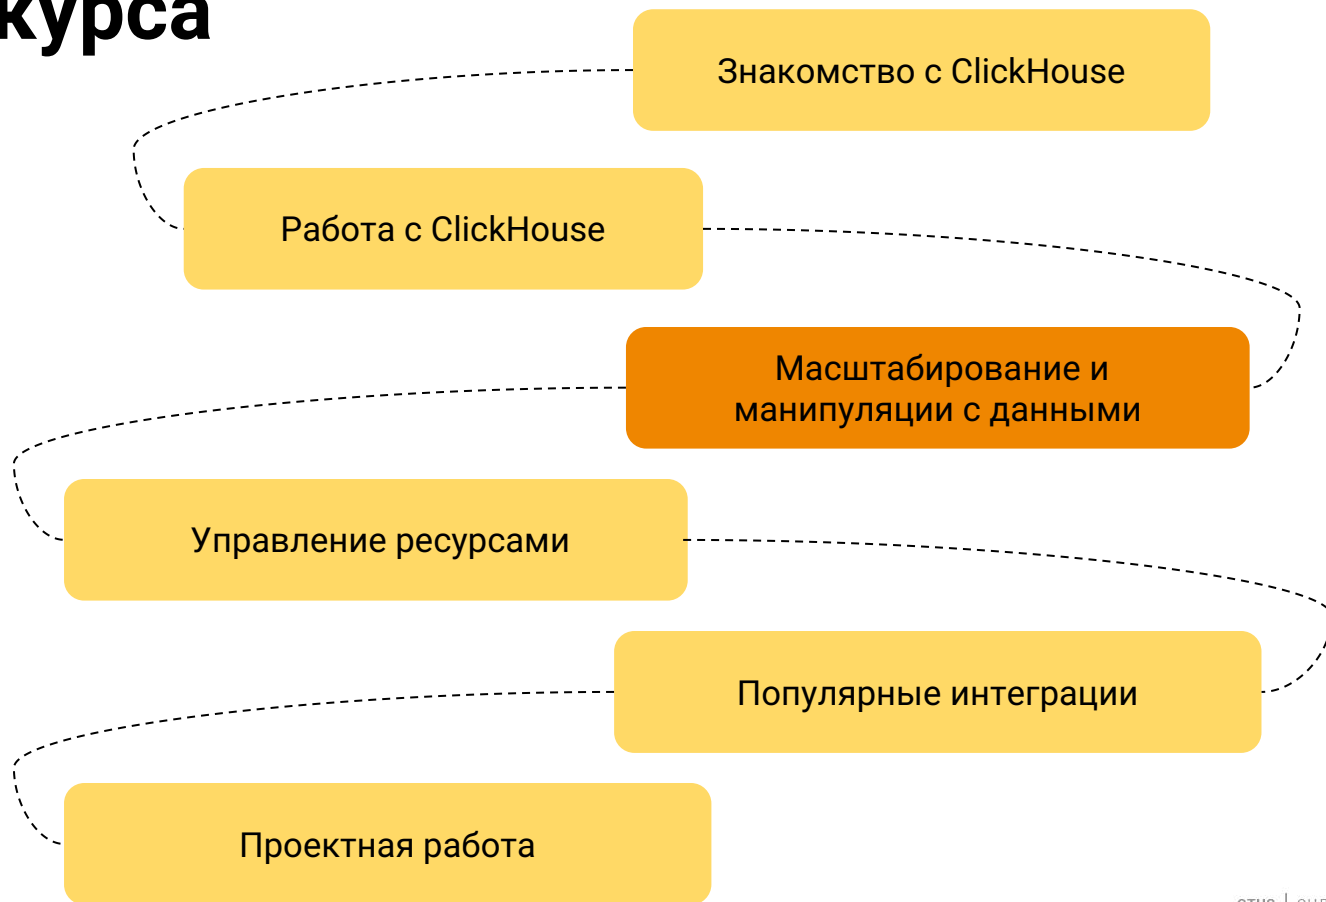 курса
Знакомство с ClickHouse
Работа с ClickHouse
Масштабирование и
манипуляции с данными
Управление ресурсами
Популярные интеграции
Проектная работа